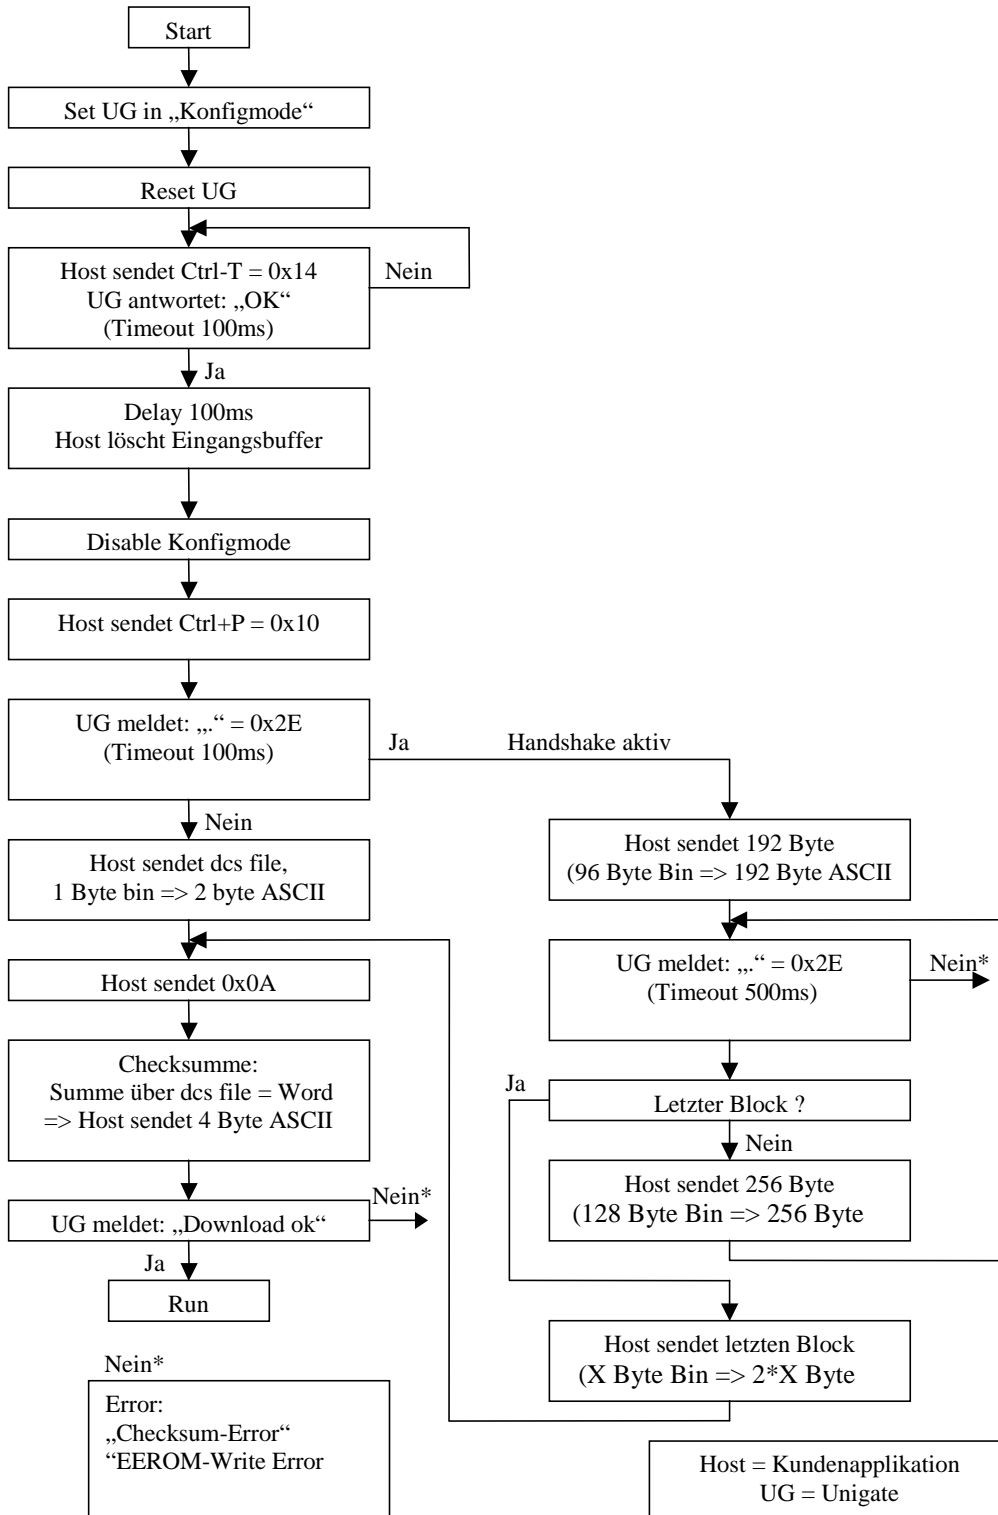 Start
Set UG in „Konfigmode“
Reset UG
Host sendet Ctrl-T = 0x14
UG antwortet: „OK“
(Timeout 100ms)
Nein
Ja
Delay 100ms
Host löscht Eingangsbuffer
Disable Konfigmode
Host sendet Ctrl+P = 0x10
UG meldet: „.“ = 0x2E
(Timeout 100ms)
Ja
Handshake aktiv
Nein
Host sendet dcs file,
1 Byte bin => 2 byte ASCII
Host sendet 0x0A
Checksumme:
Summe über dcs file = Word
=> Host sendet 4 Byte ASCII
UG meldet: „Download ok“
Nein*
Ja
Run
Host sendet 192 Byte
(96 Byte Bin => 192 Byte ASCII
UG meldet: „.“ = 0x2E
(Timeout 500ms)
Nein*
Ja
Letzter Block ?
Nein
Host sendet 256 Byte
(128 Byte Bin => 256 Byte
Host sendet letzten Block
(X Byte Bin => 2*X Byte
Nein*
Error:
„Checksum-Error“
“EEROM-Write Error
Host = Kundenapplikation
UG = Unigate